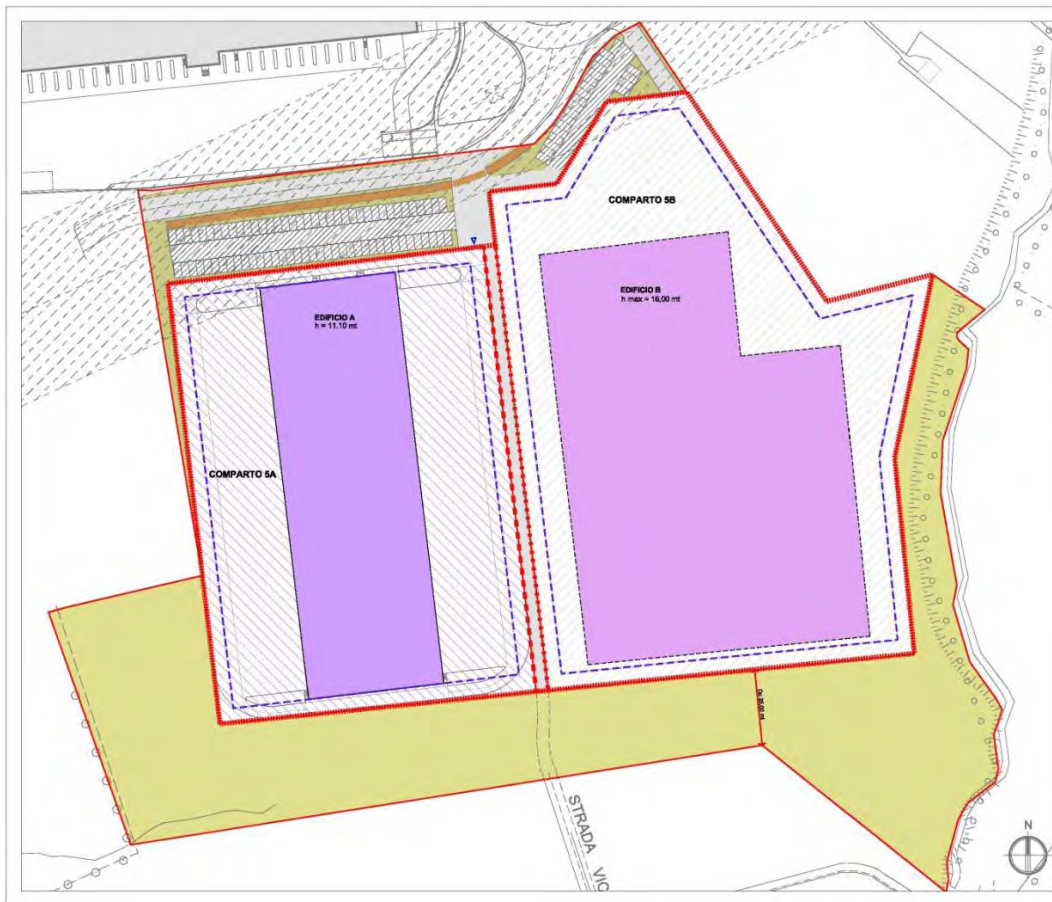 COMPARTO 5B
EDIFICIO B
h max = 16,00 mt
EDIFICIO A
h = 11.10 mt
COMPARTO 5A
STRADA VIC
N